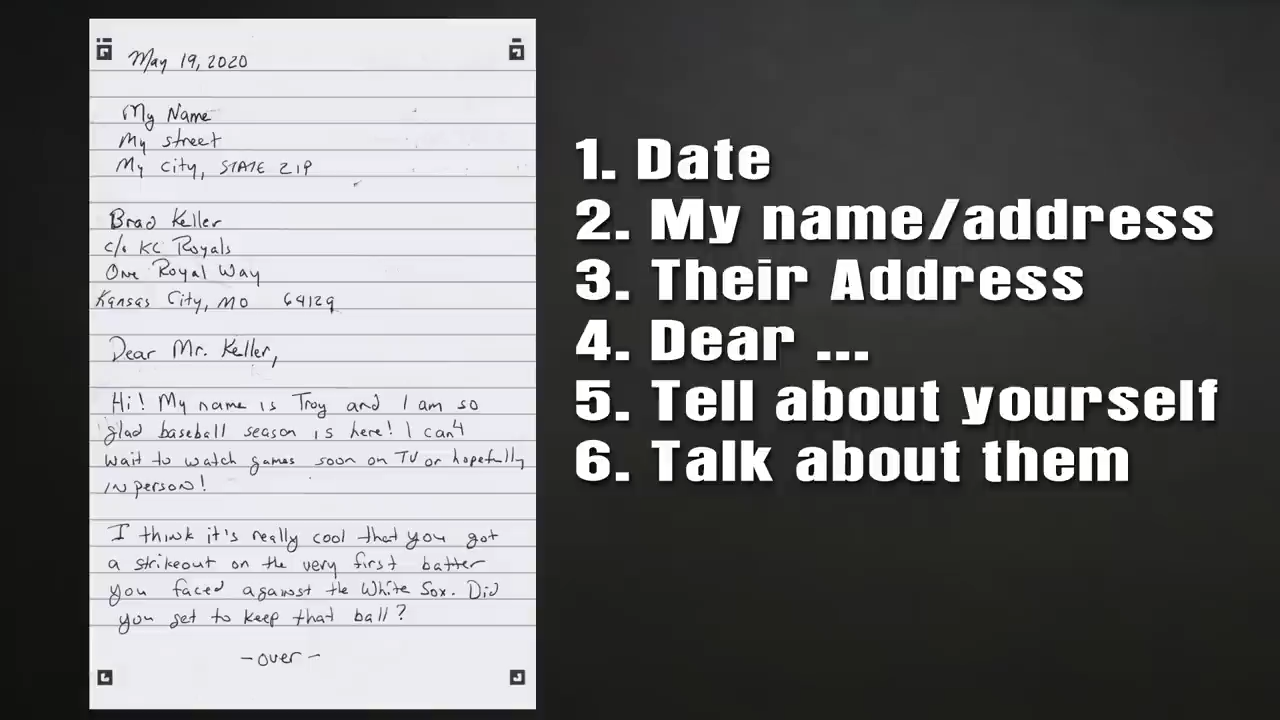 May 19, 2020
My Name
My street
My City, STATE ZIP
Brad Keller
c/o KC Royals
One Royal Way
Kansas City, MO 64129
Dear Mr. Keller,
Hi! My name is Troy and I am so
glad baseball season is here! I can't
wait to watch games soon on TV or hopefully
in person!
I think it's really cool that you got
a strikeout on the very first batter
you faced against the White Sox. Did
you get to keep that ball?
-over-
1. Date
2. My name/address
3. Their Address
4. Dear ...
5. Tell about yourself
6. Talk about them